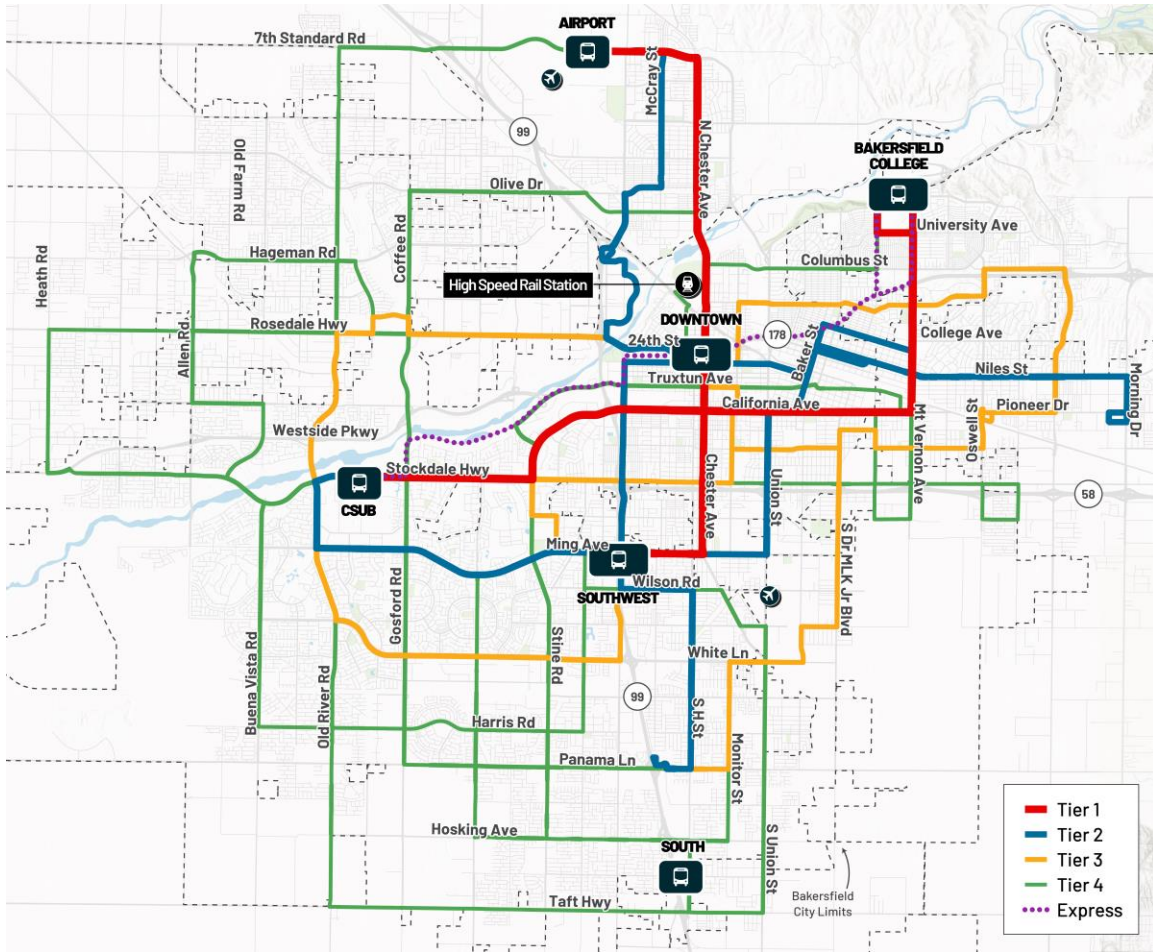 AIRPORT
7th Standard Rd
McCray St
99
N Chester Ave
Old Farm Rd
BAKERSFIELD
COLLEGE
Olive Dr
University Ave
Coffee Rd
Hageman Rd
Columbus St
Heath Rd
High Speed Rail Station
DOWNTOWN
Rosedale Hwy
24th St
178
College Ave
Allen Rd
Baker St
Truxtun Ave
Niles St
Morning Dr
California Ave
Pioneer Dr
Westside Pkwy
Mt Vernon Ave
Oswell St
Stockdale Hwy
CSUB
Chester Ave
Union St
58
Ming Ave
S Dr.MLK Jr Blvd
Wilson Rd
SOUTHWEST
Gosford Rd
Stine Rd
White Ln
Buena Vista Rd
Old River Rd
99
S H St
Harris Rd
Panama Ln
Monitor St
Hosking Ave
S Union St
SOUTH
Taft Hwy
Bakersfield
City Limits
Tier 1
Tier 2
Tier 3
Tier 4
Express